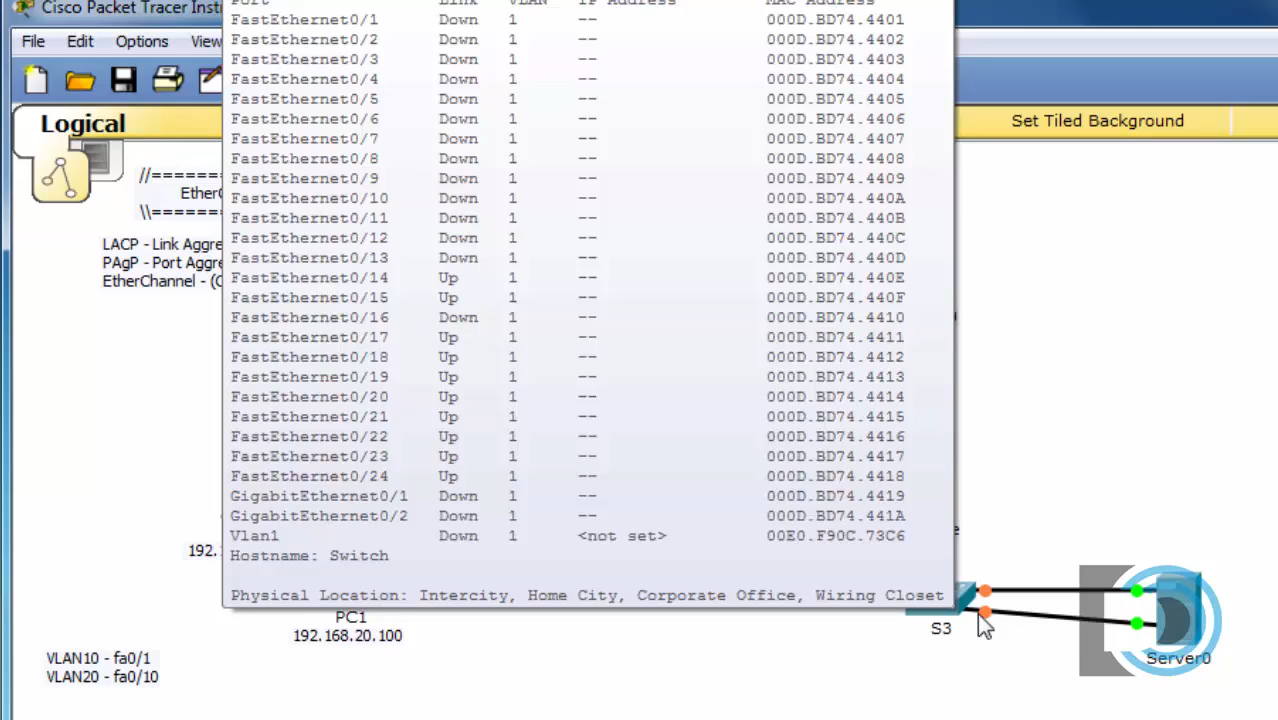 Cisco Packet Tracer Inst
Port Link VLAN IP Address MAC Address
File Edit Options View
FastEthernet0/1 Down 1 -- 000D.BD74.4401
FastEthernet0/2 Down 1 -- 000D.BD74.4402
FastEthernet0/3 Down 1 -- 000D.BD74.4403
FastEthernet0/4 Down 1 -- 000D.BD74.4404
FastEthernet0/5 Down 1 -- 000D.BD74.4405
FastEthernet0/6 Down 1 -- 000D.BD74.4406
FastEthernet0/7 Down 1 -- 000D.BD74.4407
FastEthernet0/8 Down 1 -- 000D.BD74.4408
FastEthernet0/9 Down 1 -- 000D.BD74.4409
FastEthernet0/10 Down 1 -- 000D.BD74.440A
FastEthernet0/11 Down 1 -- 000D.BD74.440B
FastEthernet0/12 Down 1 -- 000D.BD74.440C
FastEthernet0/13 Down 1 -- 000D.BD74.440D
FastEthernet0/14 Up 1 -- 000D.BD74.440E
FastEthernet0/15 Up 1 -- 000D.BD74.440F
FastEthernet0/16 Down 1 -- 000D.BD74.4410
FastEthernet0/17 Up 1 -- 000D.BD74.4411
FastEthernet0/18 Up 1 -- 000D.BD74.4412
FastEthernet0/19 Up 1 -- 000D.BD74.4413
FastEthernet0/20 Up 1 -- 000D.BD74.4414
FastEthernet0/21 Up 1 -- 000D.BD74.4415
FastEthernet0/22 Up 1 -- 000D.BD74.4416
FastEthernet0/23 Up 1 -- 000D.BD74.4417
FastEthernet0/24 Up 1 -- 000D.BD74.4418
GigabitEthernet0/1 Down 1 -- 000D.BD74.4419
GigabitEthernet0/2 Down 1 -- 000D.BD74.441A
Vlan1 Down 1 <not set> 00E0.F90C.73C6
Hostname: Switch
Physical Location: Intercity, Home City, Corporate Office, Wiring Closet
Logical
Set Tiled Background
//=======
EtherC
\\=======
LACP - Link Aggre
PAgP - Port Aggre
EtherChannel - (C
192.
PC1
192.168.20.100
S3
Server0
VLAN10 - fa0/1
VLAN20 - fa0/10